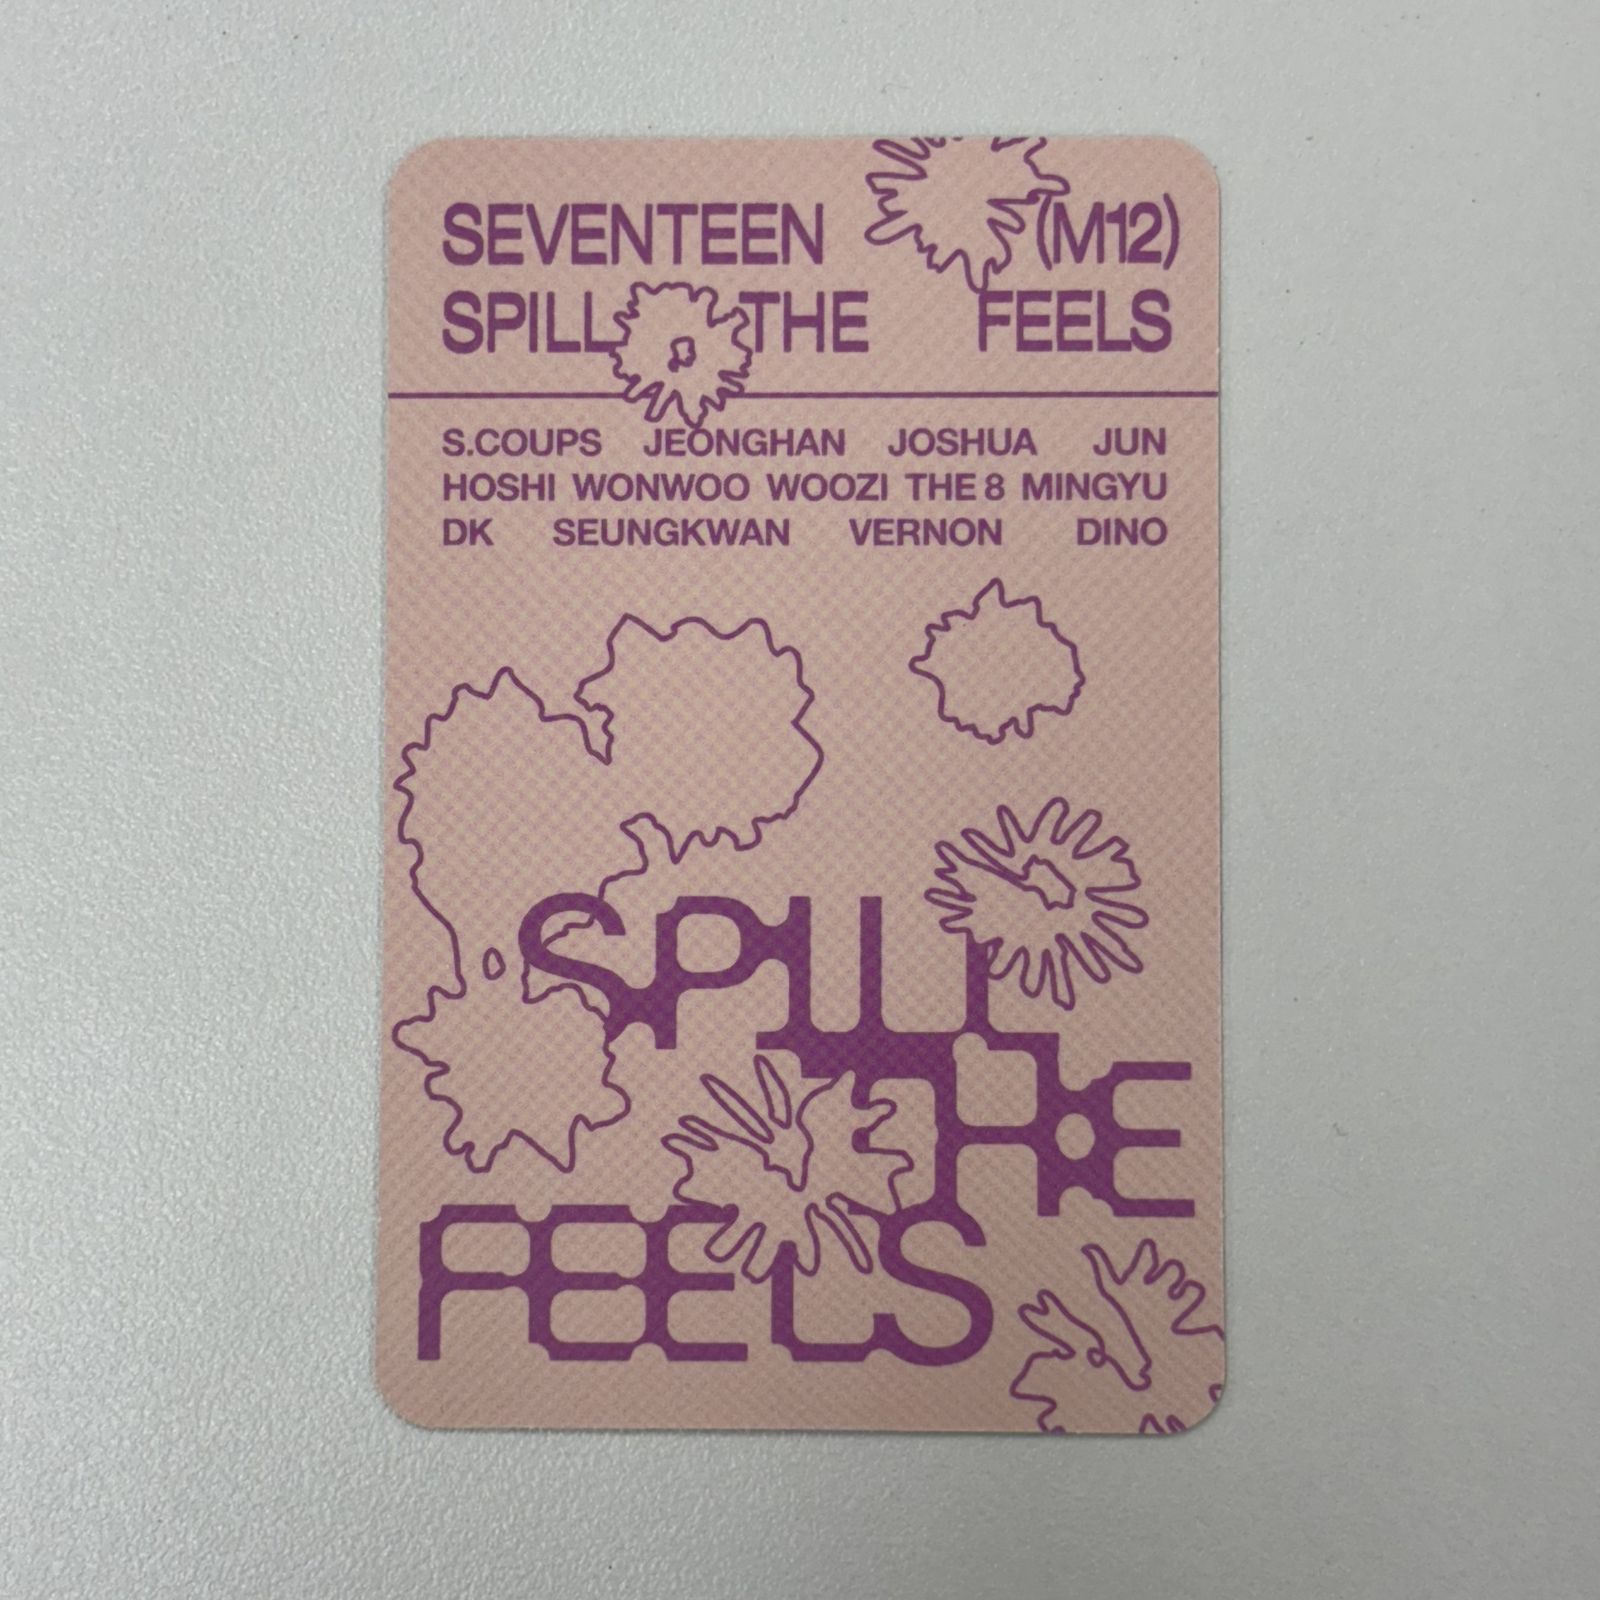 SEVENTEEN (M12)
SPILL THE FEELS
S.COUPS JEONGHAN JOSHUA JUN
HOSHI WONWOO WOOZI THE 8 MINGYU
DK SEUNGKWAN VERNON DINO
SPILL
THE
FEELS